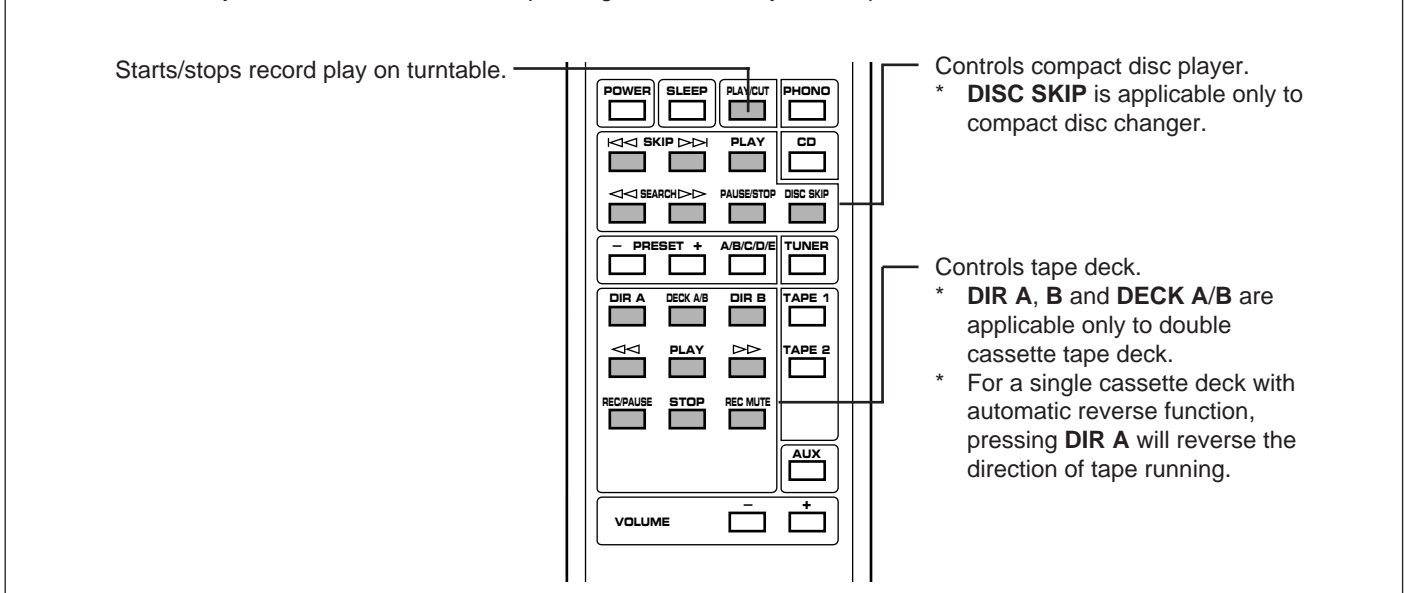 Starts/stops record play on turntable.
POWER SLEEP PLAY/CUT PHONO
SKIP PLAY CD
SEARCH PAUSE/STOP DISC SKIP
− PRESET + A/B/C/D/E TUNER
DIR A DECK A/B DIR B TAPE 1
PLAY TAPE 2
REC/PAUSE STOP REC MUTE
AUX
VOLUME − +
Controls compact disc player.
* DISC SKIP is applicable only to
compact disc changer.
Controls tape deck.
* DIR A, B and DECK A/B are
applicable only to double
cassette tape deck.
* For a single cassette deck with
automatic reverse function,
pressing DIR A will reverse the
direction of tape running.